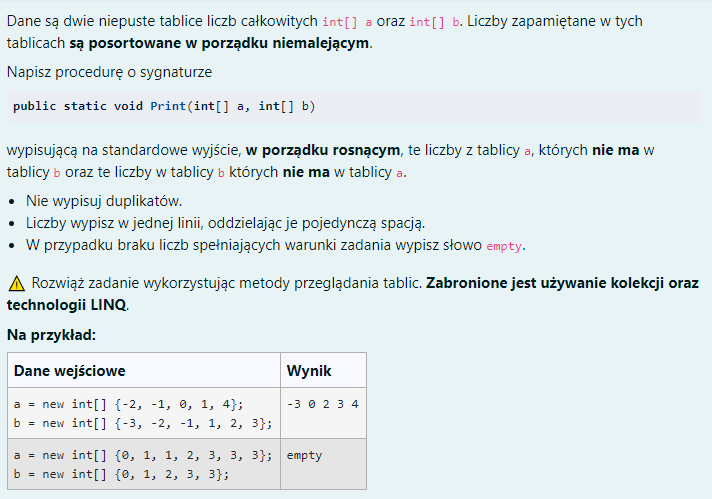 Dane są dwie niepuste tablice liczb całkowitych int[] a oraz int[] b. Liczby zapamiętane w tych
tablicach są posortowane w porządku niemalejącym.
Napisz procedurę o sygnaturze
public static void Print(int[] a, int[] b)
wypisującą na standardowe wyjście, w porządku rosnącym, te liczby z tablicy a, których nie ma w
tablicy b oraz te liczby w tablicy b których nie ma w tablicy a.
• Nie wypisuj duplikatów.
• Liczby wypisz w jednej linii, oddzielając je pojedynczą spacją.
• W przypadku braku liczb spełniających warunki zadania wypisz słowo empty.
⚠ Rozwiąż zadanie wykorzystując metody przeglądania tablic. Zabronione jest używanie kolekcji oraz
technologii LINQ.
Na przykład:
Dane wejściowe Wynik
a = new int[] {-2, -1, 0, 1, 4}; -3 0 2 3 4
b = new int[] {-3, -2, -1, 1, 2, 3};
a = new int[] {0, 1, 1, 2, 3, 3, 3}; empty
b = new int[] {0, 1, 2, 3, 3};